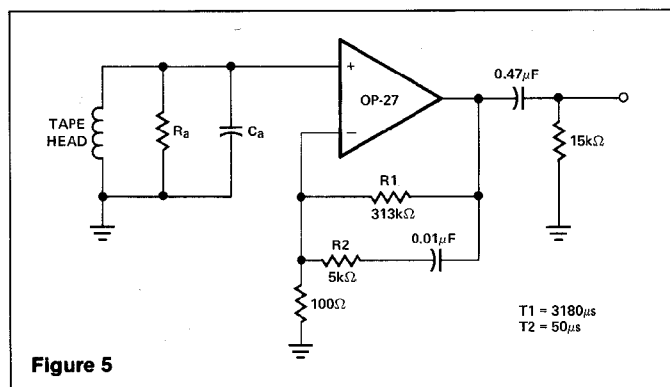 0.47µF
+
OP-27
TAPE
HEAD
Ra
Ca
−
15kΩ
R1
313kΩ
0.01µF
R2
5kΩ
100Ω
T1 = 3180µs
T2 = 50µs
Figure 5